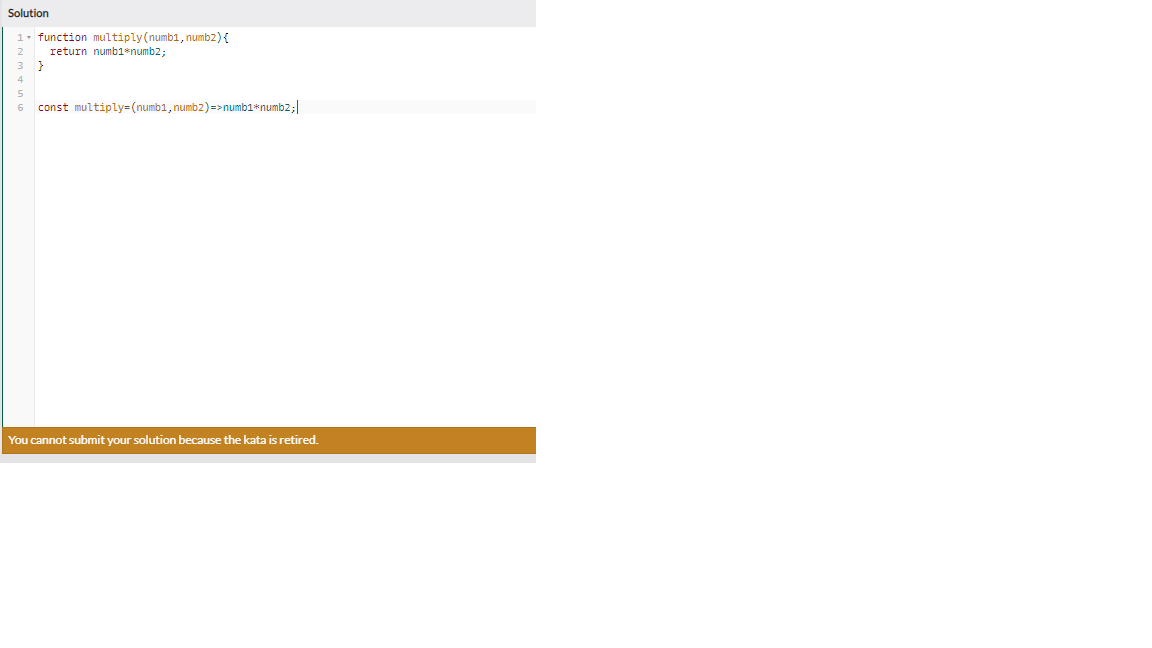 Solution
1 function multiply(numb1,numb2){
2 return numb1*numb2;
3 }
4
5
6 const multiply=(numb1,numb2)=>numb1*numb2;
You cannot submit your solution because the kata is retired.